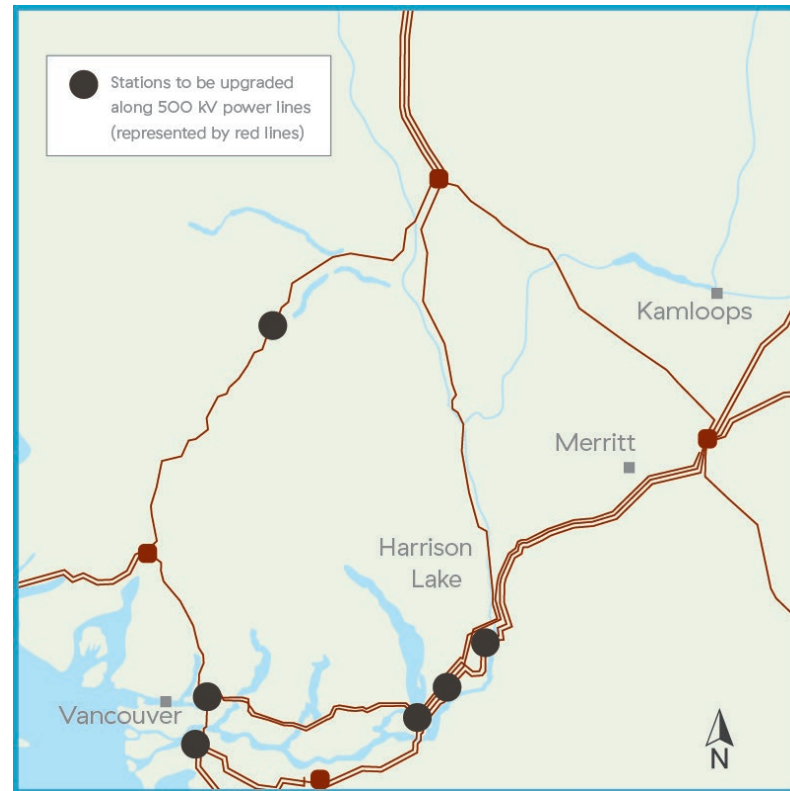 Stations to be upgraded
along 500 kV power lines
(represented by red lines)
Kamloops
Merritt
Harrison
Lake
Vancouver
N